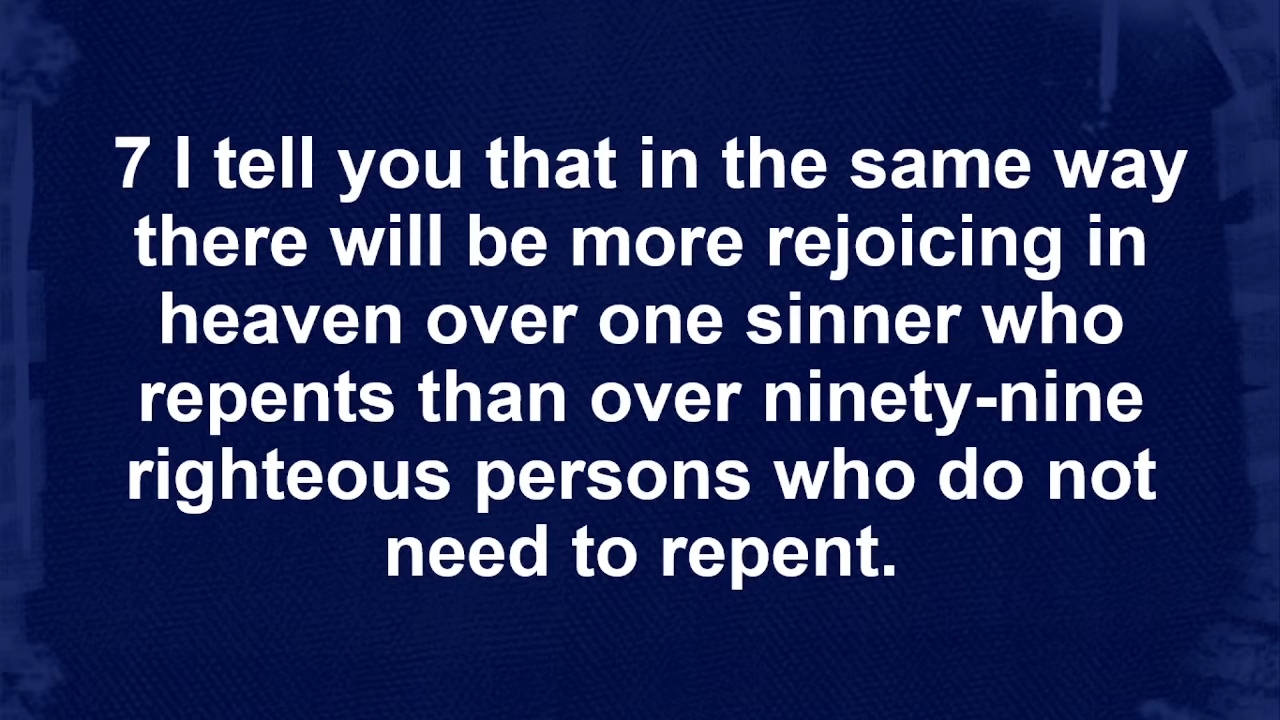 7 I tell you that in the same way
there will be more rejoicing in
heaven over one sinner who
repents than over ninety-nine
righteous persons who do not
need to repent.